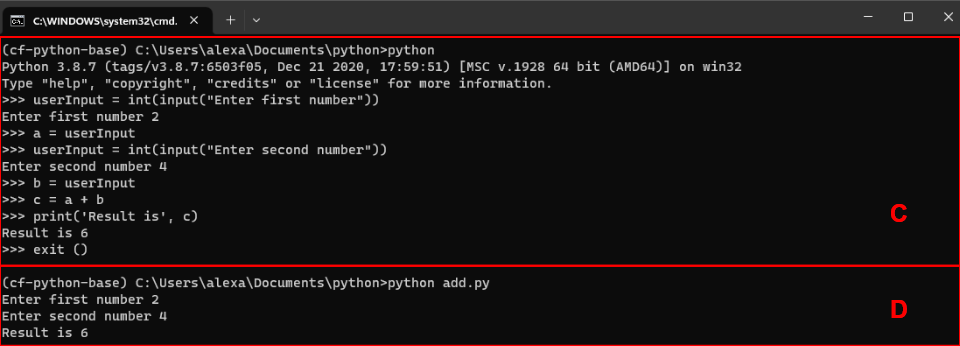 C:\WINDOWS\system32\cmd.
(cf-python-base) C:\Users\alexa\Documents\python>python
Python 3.8.7 (tags/v3.8.7:6503f05, Dec 21 2020, 17:59:51) [MSC v.1928 64 bit (AMD64)] on win32
Type "help", "copyright", "credits" or "license" for more information.
>>> userInput = int(input("Enter first number"))
Enter first number 2
>>> a = userInput
>>> userInput = int(input("Enter second number"))
Enter second number 4
>>> b = userInput
>>> c = a + b
>>> print('Result is', c)
Result is 6
>>> exit ()
C
(cf-python-base) C:\Users\alexa\Documents\python>python add.py
Enter first number 2
Enter second number 4
Result is 6
D